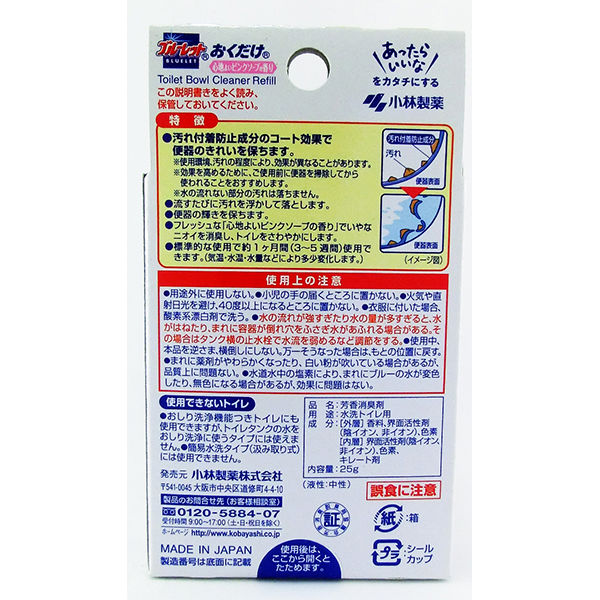 ブルーレット®おくだけ®
BLUELET
心地よいピンクソープの香り
Toilet Bowl Cleaner Refill
この説明書きをよく読み、
保管しておいてください。
あったらいいな
をカタチにする
小林製薬
特徴
●汚れ付着防止成分のコート効果で
便器のきれいを保ちます。
※使用環境、汚れの程度により、効果が異なることがあります。
※効果を高めるために、ご使用前に便器を掃除してから
使われることをおすすめします。
※水の流れない部分の汚れは落ちません。
●流すたびに汚れを浮かして落とします。
●便器の輝きを保ちます。
●フレッシュな「心地よいピンクソープの香り」でいやな
ニオイを消臭し、トイレをさわやかにします。
●標準的な使用で約1ヶ月間(3~5週間)使用で
きます。(気温・水温・水量などにより多少変化します。)
汚れ付着防止成分
汚れ
便器表面
便器表面
(イメージ図)
使用上の注意
●用途外に使用しない。●小児の手の届くところに置かない。●火気や直
射日光を避け、40度以上になるところに置かない。●衣服に付いた場合、
酸素系漂白剤で洗う。●水の流れが強すぎたり水の量が多すぎると、水
がはねたり、まれに容器が倒れ穴をふさぎ水があふれる場合がある。そ
の場合はタンク横の止水栓で水流を弱めるなど調節をする。●使用中、
本品を逆さま、横倒しにしない。万一そうなった場合は、もとの位置に戻す。
●まれに薬剤がやわらかくなったり、白い粉が吹いている場合があるが、
品質上に問題ない。●水道水中の塩素により、まれにブルーの水が変色
したり、無色になる場合があるが、効果に問題はない。
使用できないトイレ
●おしり洗浄機能つきトイレにも
使用できますが、トイレタンクの水を
おしり洗浄に使うタイプには使えま
せん。●簡易水洗タイプ(汲み取り式)
には使用できません。
品名:芳香消臭剤
用途:水洗トイレ用
成分:[外層]香料、界面活性剤
(陰イオン、非イオン)、色素
[内層]界面活性剤(陰イオン、
非イオン)、色素、
キレート剤
内容量:25g
(液性:中性)
発売元 小林製薬株式会社
〒541-0045 大阪市中央区道修町4-4-10
製品のお問合せ先(お客様相談室)
0120-5884-07
受付時間 9:00~17:00(土・日・祝日を除く)
ホームページ http://www.kobayashi.co.jp
MADE IN JAPAN
製造番号は底面に記載
証
誤食に注意
紙:箱
プラ:シール
カップ
使用後は、
ここから開くと
たためます。